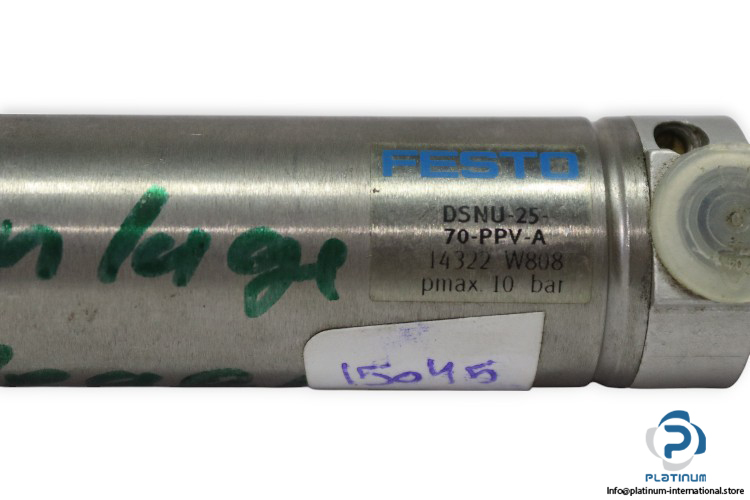 FESTO
DSNU-25-
70-PPV-A
14322 W808
pmax. 10 bar
15045
PLATINUM
Info@platinum-international.store